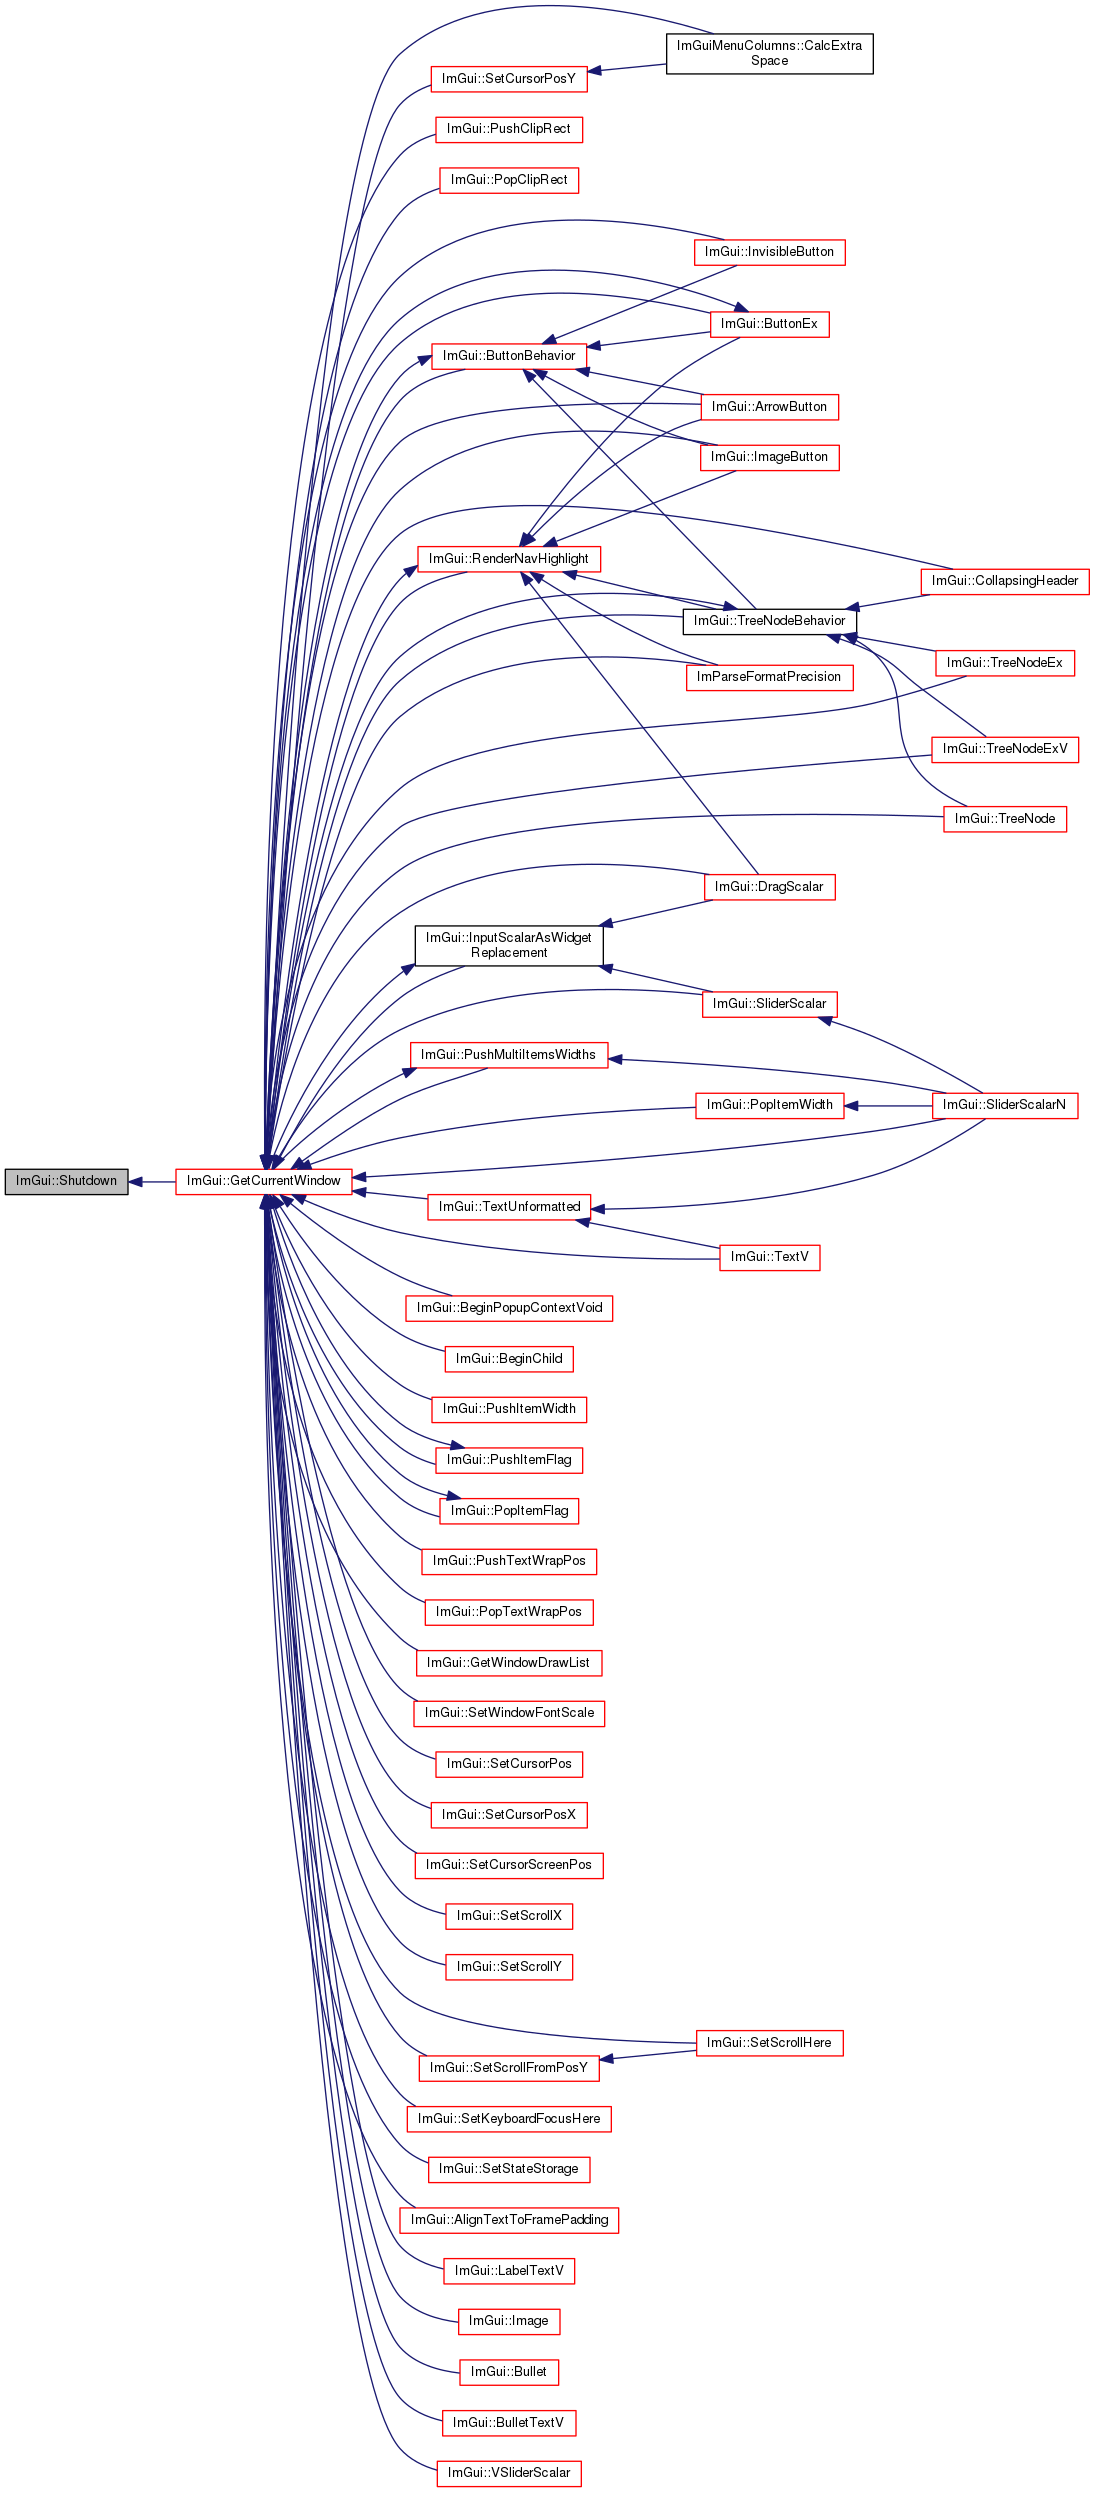 ImGuiMenuColumns::CalcExtra
Space
ImGui::SetCursorPosY
ImGui::PushClipRect
ImGui::PopClipRect
ImGui::InvisibleButton
ImGui::ButtonEx
ImGui::ButtonBehavior
ImGui::ArrowButton
ImGui::ImageButton
ImGui::RenderNavHighlight
ImGui::CollapsingHeader
ImGui::TreeNodeBehavior
ImGui::TreeNodeEx
ImParseFormatPrecision
ImGui::TreeNodeExV
ImGui::TreeNode
ImGui::DragScalar
ImGui::InputScalarAsWidget
Replacement
ImGui::SliderScalar
ImGui::PushMultiItemsWidths
ImGui::PopItemWidth
ImGui::SliderScalarN
ImGui::Shutdown
ImGui::GetCurrentWindow
ImGui::TextUnformatted
ImGui::TextV
ImGui::BeginPopupContextVoid
ImGui::BeginChild
ImGui::PushItemWidth
ImGui::PushItemFlag
ImGui::PopItemFlag
ImGui::PushTextWrapPos
ImGui::PopTextWrapPos
ImGui::GetWindowDrawList
ImGui::SetWindowFontScale
ImGui::SetCursorPos
ImGui::SetCursorPosX
ImGui::SetCursorScreenPos
ImGui::SetScrollX
ImGui::SetScrollY
ImGui::SetScrollHere
ImGui::SetScrollFromPosY
ImGui::SetKeyboardFocusHere
ImGui::SetStateStorage
ImGui::AlignTextToFramePadding
ImGui::LabelTextV
ImGui::Image
ImGui::Bullet
ImGui::BulletTextV
ImGui::VSliderScalar